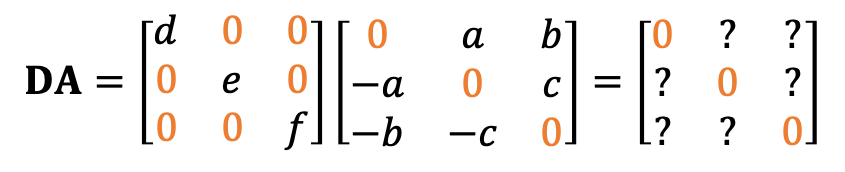 DA = [d 0 0] [0 a b] = [0 ? ?]
[0 e 0] [−a 0 c] [? 0 ?]
[0 0 f] [−b −c 0] [? ? 0]